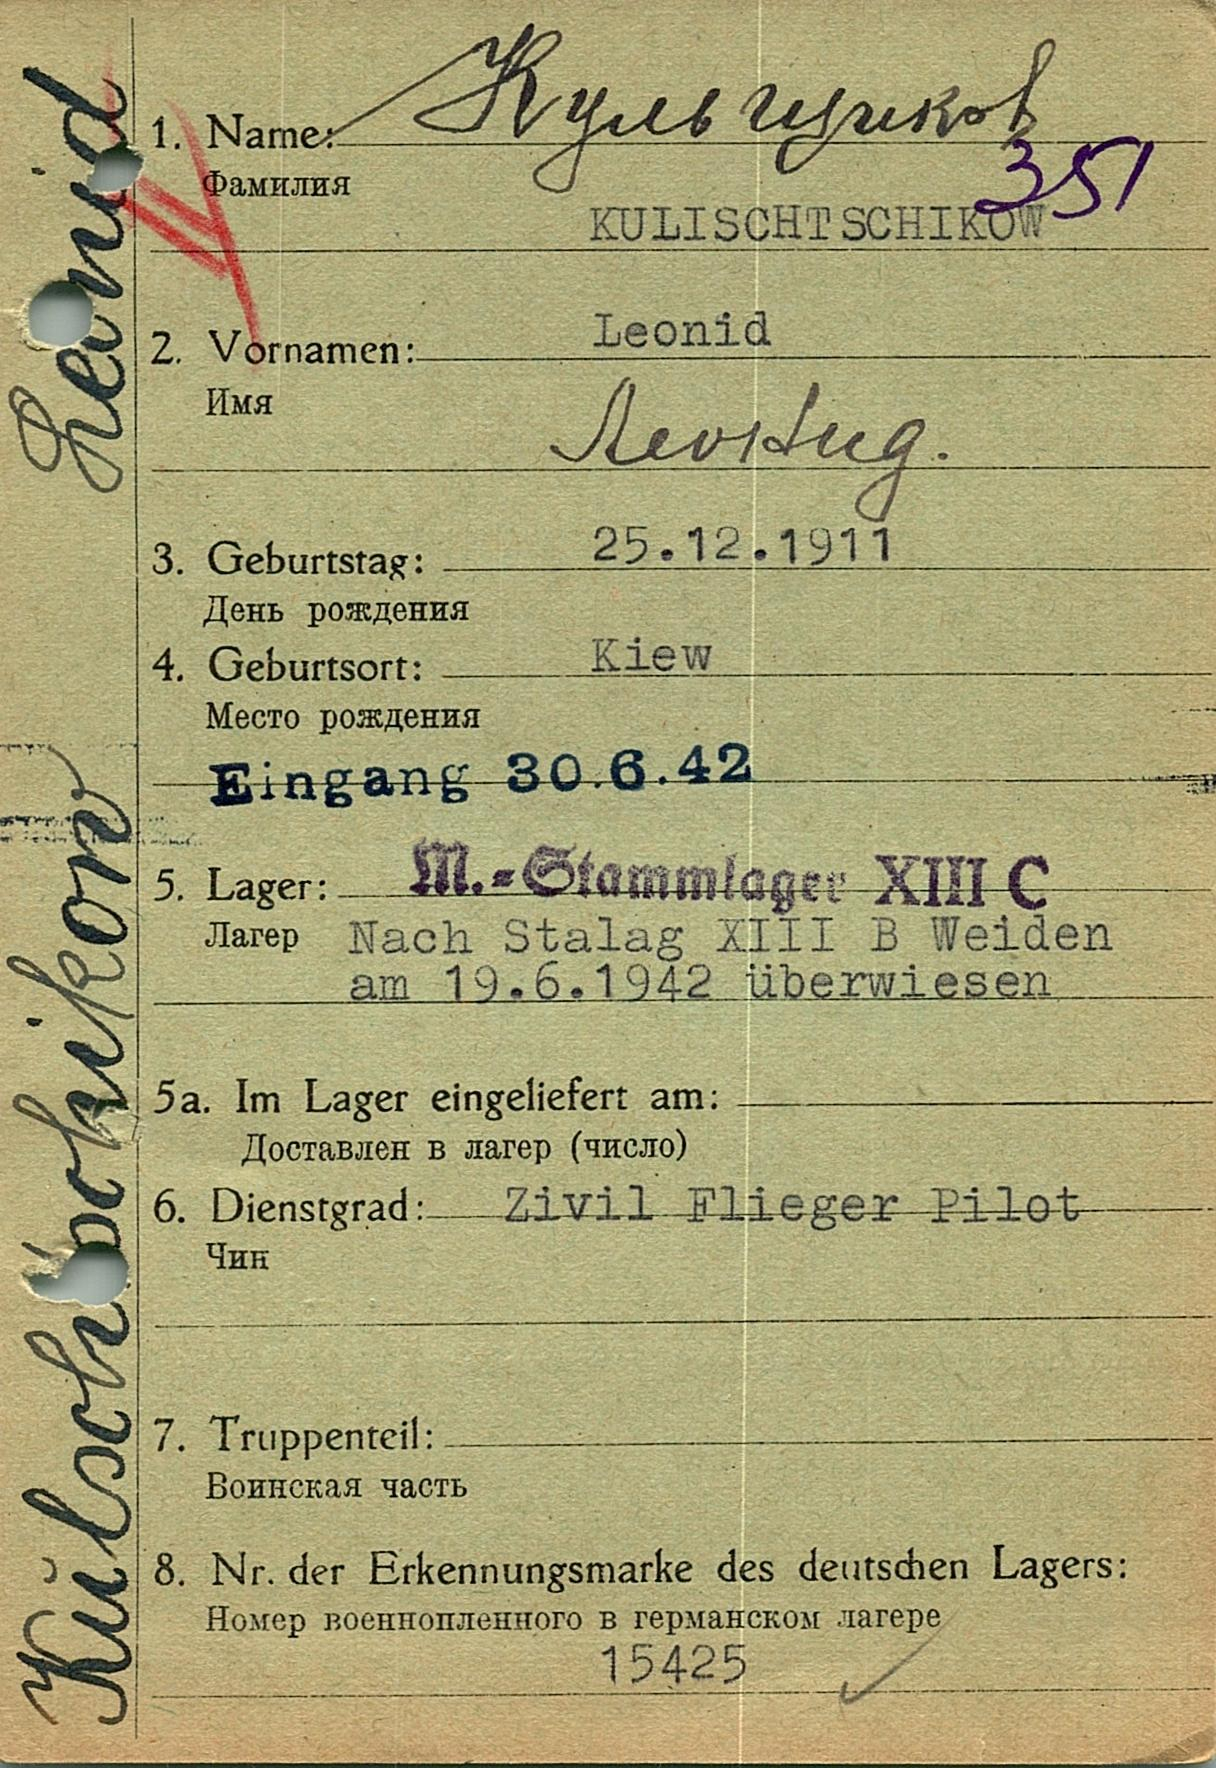 Kulschtschikow Leonid
1. Name: Кульщиков
Фамилия
351
KULISCHTSCHIKOW
2. Vornamen: Leonid
Имя
Леонид.
3. Geburtstag: 25.12.1911
День рождения
4. Geburtsort: Kiew
Место рождения
Eingang 30.6.42
5. Lager: M.-Stammlager XIII C
Лагер Nach Stalag XIII B Weiden
am 19.6.1942 überwiesen
5a. Im Lager eingeliefert am:
Доставлен в лагер (число)
6. Dienstgrad: Zivil Flieger Pilot
Чин
7. Truppenteil:
Воинская часть
8. Nr. der Erkennungsmarke des deutschen Lagers:
Номер военнопленного в германском лагере
15425